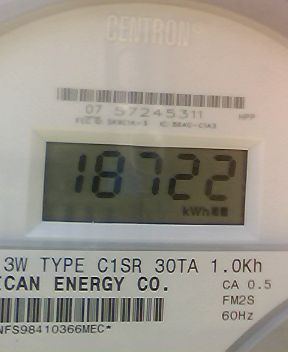 CENTRON®
07 57245311 NPP
18722
kWh
3W TYPE C1SR 30TA 1.0Kh
ICAN ENERGY CO. CA 0.5
FM2S
NFS98410366MEC* 60Hz